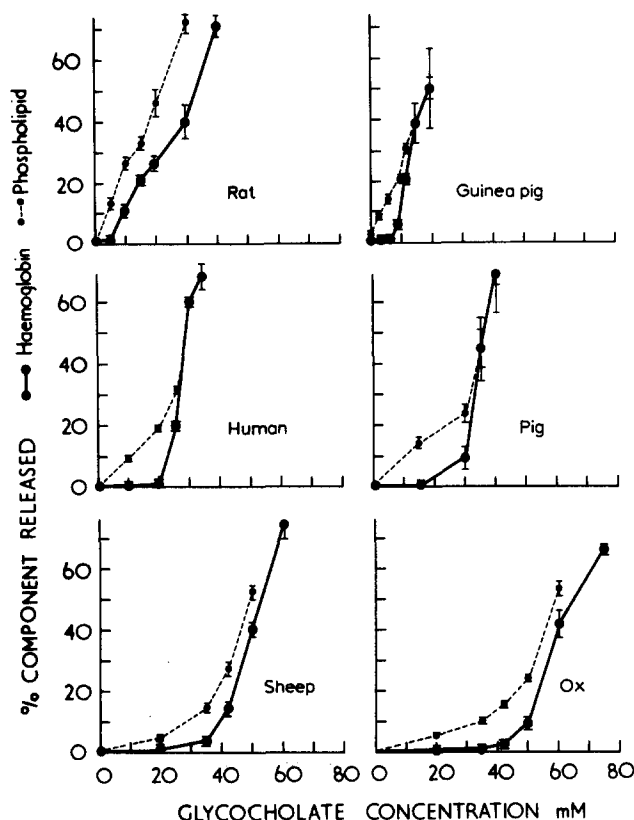 % COMPONENT RELEASED
Haemoglobin
Phospholipid
60
40
20
0
Rat
Guinea pig
60
40
20
0
Human
Pig
60
40
20
0
Sheep
Ox
0 20 40 60 80
0 20 40 60 80
GLYCOCHOLATE CONCENTRATION mM